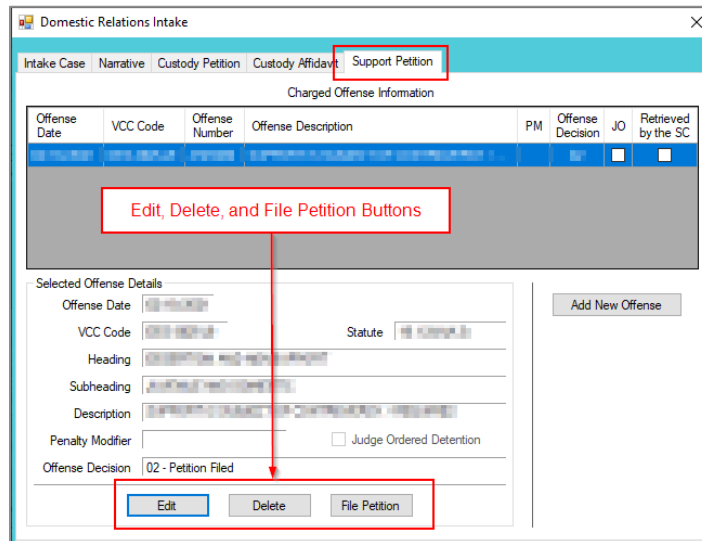 Domestic Relations Intake
Intake Case Narrative Custody Petition Custody Affidavit Support Petition
Charged Offense Information
Offense Date VCC Code Offense Number Offense Description PM Offense Decision JO Retrieved by the SC
Edit, Delete, and File Petition Buttons
Selected Offense Details
Offense Date
Add New Offense
VCC Code Statute
Heading
Subheading
Description
Penalty Modifier Judge Ordered Detention
Offense Decision 02 - Petition Filed
Edit Delete File Petition